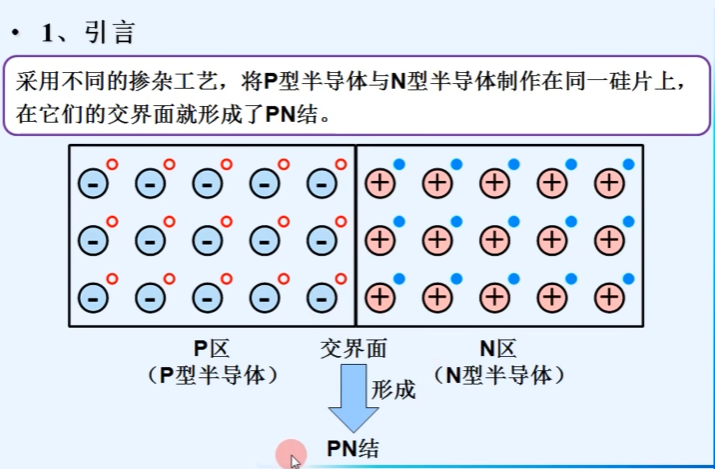 • 1、引言
采用不同的掺杂工艺，将P型半导体与N型半导体制作在同一硅片上，
在它们的交界面就形成了PN结。
- - - - - + + + + +
- - - - - + + + + +
- - - - - + + + + +
P区 交界面 N区
（P型半导体） （N型半导体）
形成
PN结